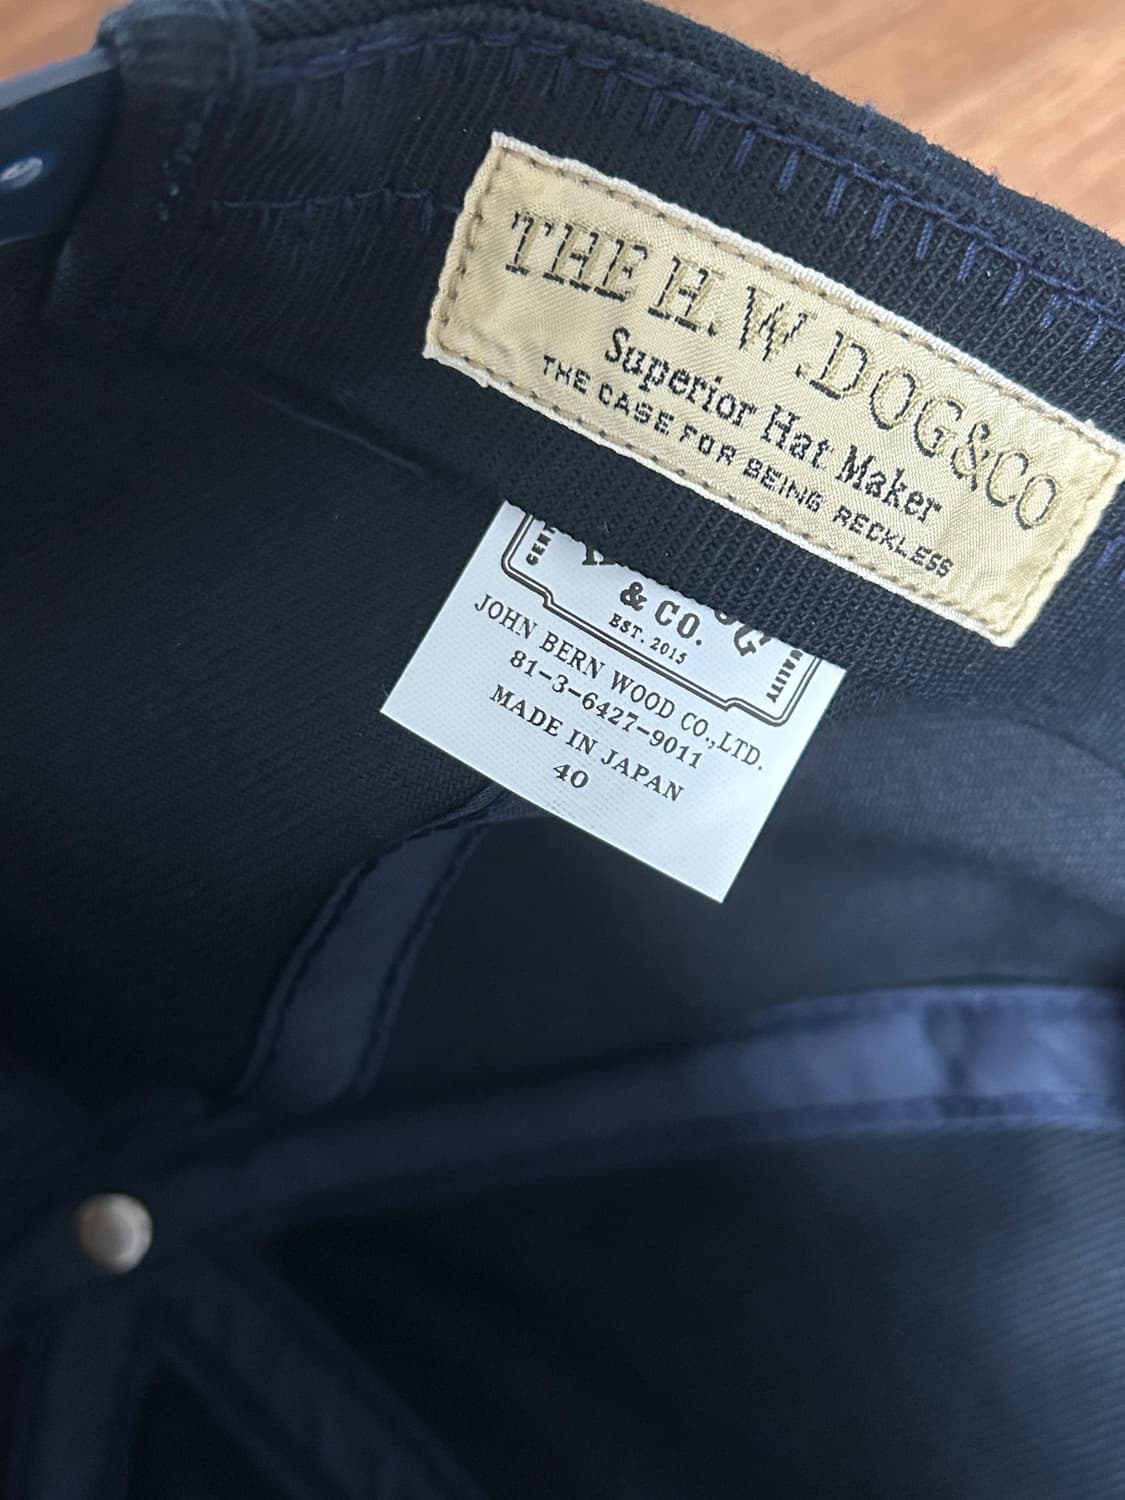 THE H.W.DOG&CO
Superior Hat Maker
THE CASE FOR BEING RECKLESS
& CO.
EST. 2015
QUALITY
JOHN BERN WOOD CO.,LTD.
81-3-6427-9011
MADE IN JAPAN
40